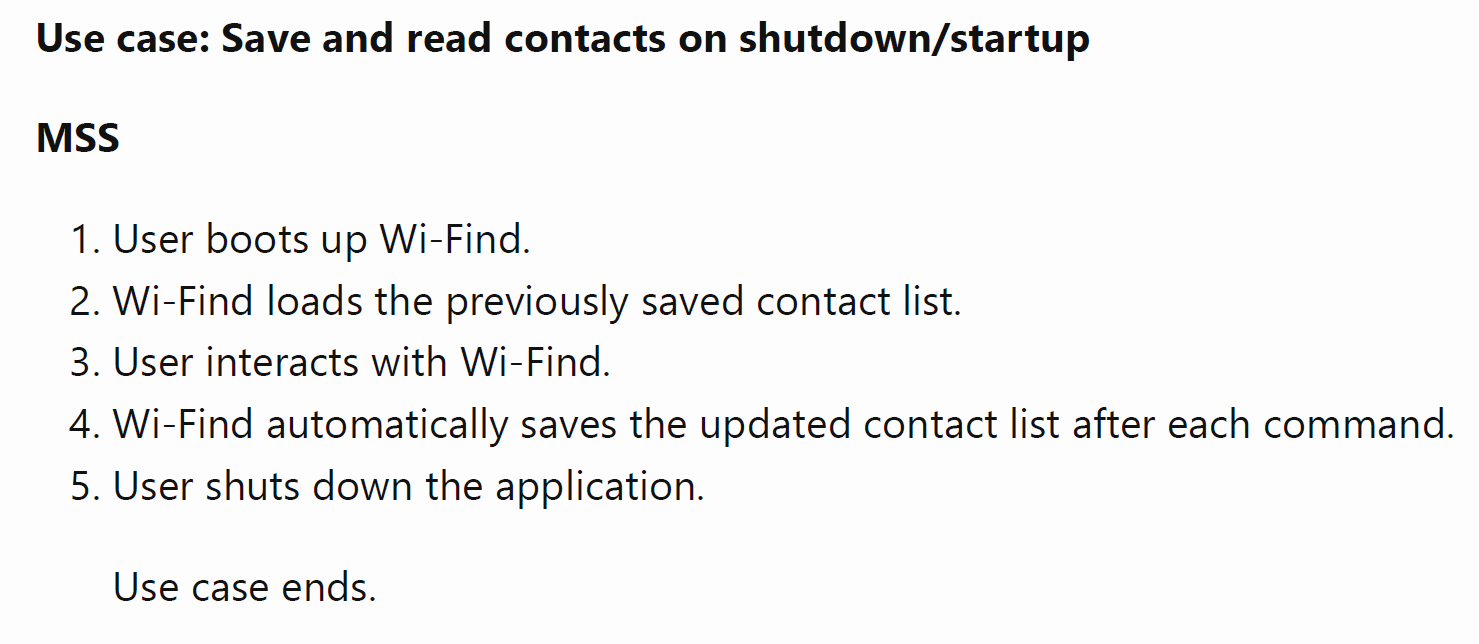 Use case: Save and read contacts on shutdown/startup
MSS
1. User boots up Wi-Find.
2. Wi-Find loads the previously saved contact list.
3. User interacts with Wi-Find.
4. Wi-Find automatically saves the updated contact list after each command.
5. User shuts down the application.
Use case ends.